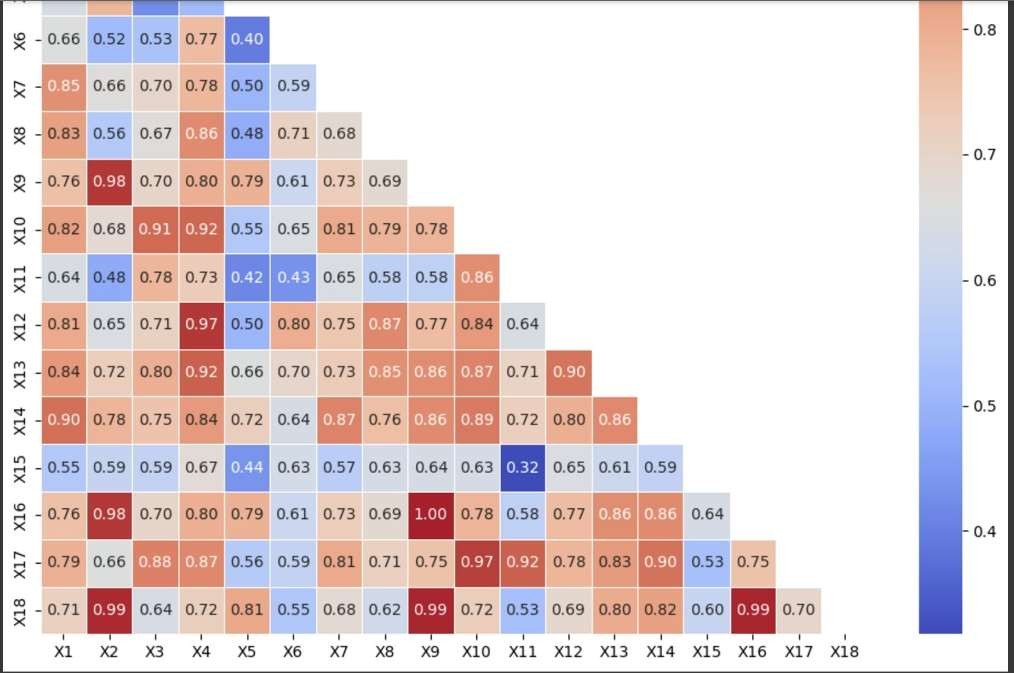 X6 0.66 0.52 0.53 0.77 0.40
X7 0.85 0.66 0.70 0.78 0.50 0.59
X8 0.83 0.56 0.67 0.86 0.48 0.71 0.68
X9 0.76 0.98 0.70 0.80 0.79 0.61 0.73 0.69
X10 0.82 0.68 0.91 0.92 0.55 0.65 0.81 0.79 0.78
X11 0.64 0.48 0.78 0.73 0.42 0.43 0.65 0.58 0.58 0.86
X12 0.81 0.65 0.71 0.97 0.50 0.80 0.75 0.87 0.77 0.84 0.64
X13 0.84 0.72 0.80 0.92 0.66 0.70 0.73 0.85 0.86 0.87 0.71 0.90
X14 0.90 0.78 0.75 0.84 0.72 0.64 0.87 0.76 0.86 0.89 0.72 0.80 0.86
X15 0.55 0.59 0.59 0.67 0.44 0.63 0.57 0.63 0.64 0.63 0.32 0.65 0.61 0.59
X16 0.76 0.98 0.70 0.80 0.79 0.61 0.73 0.69 1.00 0.78 0.58 0.77 0.86 0.86 0.64
X17 0.79 0.66 0.88 0.87 0.56 0.59 0.81 0.71 0.75 0.97 0.92 0.78 0.83 0.90 0.53 0.75
X18 0.71 0.99 0.64 0.72 0.81 0.55 0.68 0.62 0.99 0.72 0.53 0.69 0.80 0.82 0.60 0.99 0.70
X1 X2 X3 X4 X5 X6 X7 X8 X9 X10 X11 X12 X13 X14 X15 X16 X17 X18
0.8
0.7
0.6
0.5
0.4